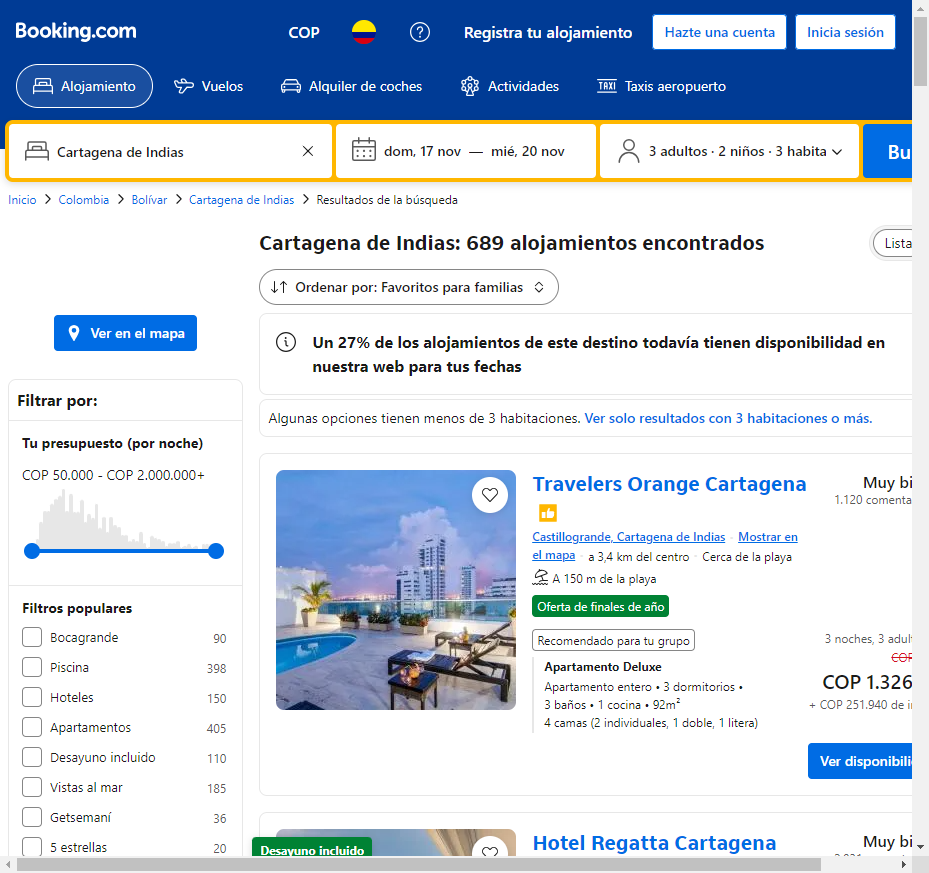 Booking.com
COP
Registra tu alojamiento
Hazte una cuenta
Inicia sesión
Alojamiento
Vuelos
Alquiler de coches
Actividades
TAXI Taxis aeropuerto
Cartagena de Indias
dom, 17 nov — mié, 20 nov
3 adultos · 2 niños · 3 habita
Bu
Inicio > Colombia > Bolívar > Cartagena de Indias > Resultados de la búsqueda
Cartagena de Indias: 689 alojamientos encontrados
Lista
Ordenar por: Favoritos para familias
Ver en el mapa
Un 27% de los alojamientos de este destino todavía tienen disponibilidad en
nuestra web para tus fechas
Algunas opciones tienen menos de 3 habitaciones. Ver solo resultados con 3 habitaciones o más.
Filtrar por:
Tu presupuesto (por noche)
COP 50.000 - COP 2.000.000+
Filtros populares
Bocagrande 90
Piscina 398
Hoteles 150
Apartamentos 405
Desayuno incluido 110
Vistas al mar 185
Getsemaní 36
5 estrellas 20
Travelers Orange Cartagena
Muy bi
1.120 comenta
Castillogrande, Cartagena de Indias · Mostrar en
el mapa · a 3,4 km del centro · Cerca de la playa
A 150 m de la playa
Oferta de finales de año
Recomendado para tu grupo
Apartamento Deluxe
Apartamento entero • 3 dormitorios •
3 baños • 1 cocina • 92m²
4 camas (2 individuales, 1 doble, 1 litera)
3 noches, 3 adul
COP
COP 1.326
+ COP 251.940 de i
Ver disponibili
Desayuno incluido
Hotel Regatta Cartagena
Muy bi